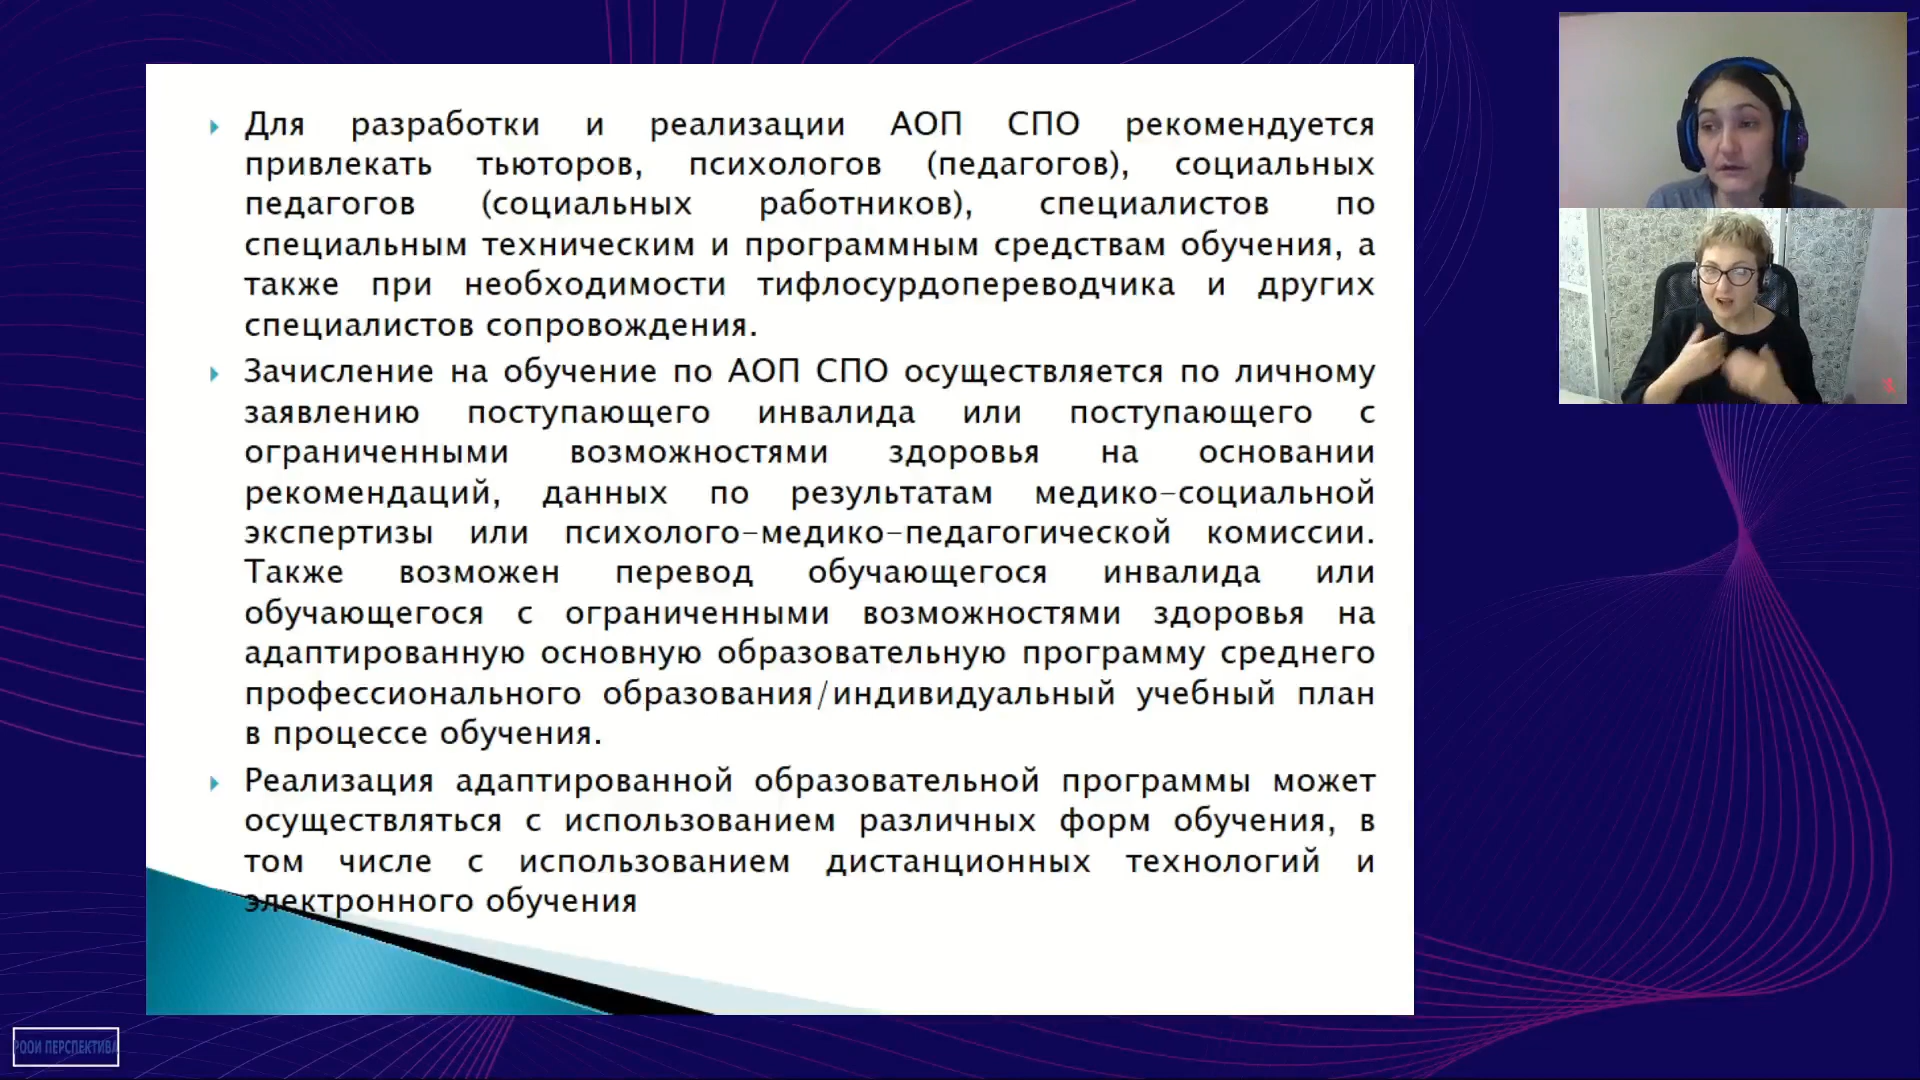 Для разработки и реализации АОП СПО рекомендуется
привлекать тьюторов, психологов (педагогов), социальных
педагогов (социальных работников), специалистов по
специальным техническим и программным средствам обучения, а
также при необходимости тифлосурдопереводчика и других
специалистов сопровождения.
Зачисление на обучение по АОП СПО осуществляется по личному
заявлению поступающего инвалида или поступающего с
ограниченными возможностями здоровья на основании
рекомендаций, данных по результатам медико-социальной
экспертизы или психолого-медико-педагогической комиссии.
Также возможен перевод обучающегося инвалида или
обучающегося с ограниченными возможностями здоровья на
адаптированную основную образовательную программу среднего
профессионального образования/индивидуальный учебный план
в процессе обучения.
Реализация адаптированной образовательной программы может
осуществляться с использованием различных форм обучения, в
том числе с использованием дистанционных технологий и
электронного обучения
РООИ ПЕРСПЕКТИВА